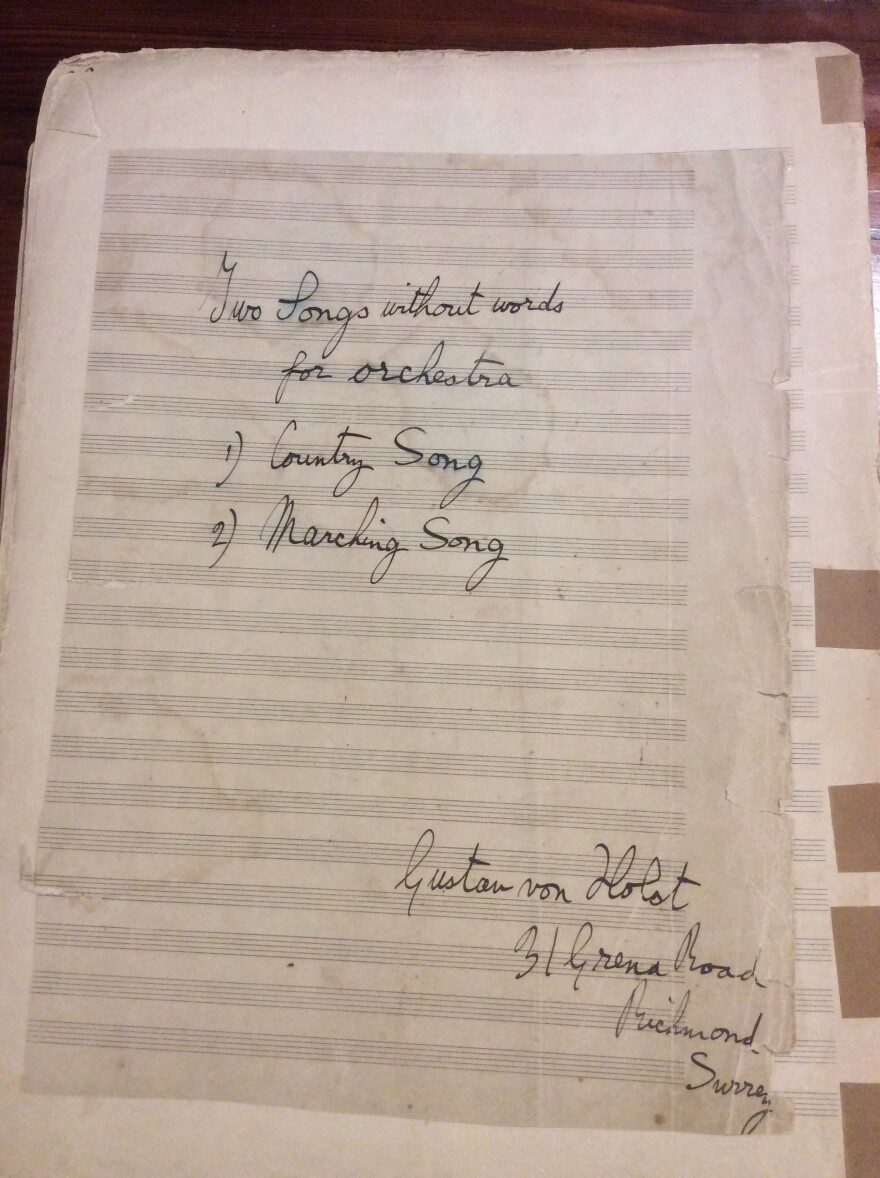 Two Songs without words
for orchestra
1) Country Song
2) Marching Song
Gustav von Holst
31 Grena Road
Richmond
Surrey